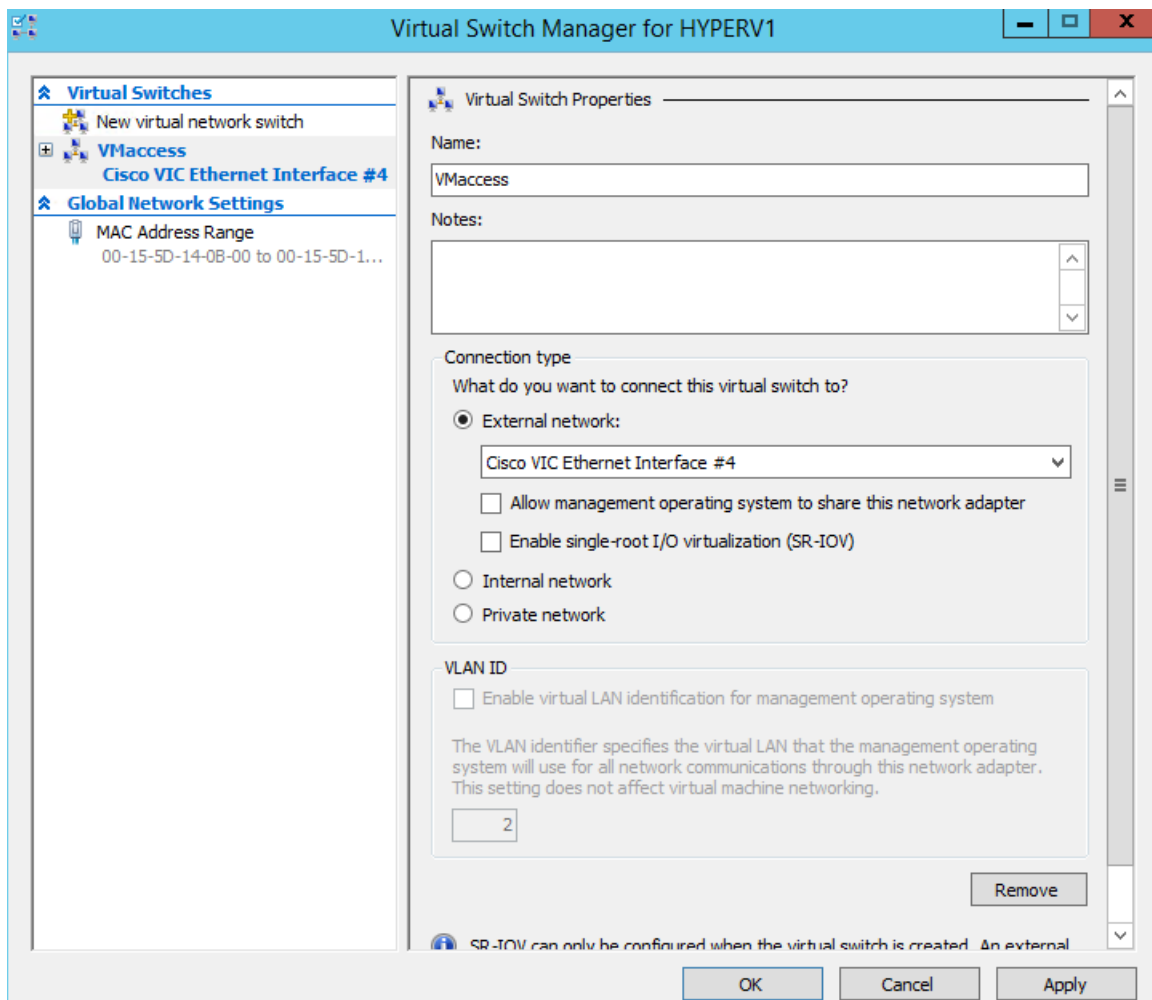 Virtual Switch Manager for HYPERV1
Virtual Switches
New virtual network switch
VMaccess
Cisco VIC Ethernet Interface #4
Global Network Settings
MAC Address Range
00-15-5D-14-0B-00 to 00-15-5D-1...
Virtual Switch Properties
Name:
VMaccess
Notes:
Connection type
What do you want to connect this virtual switch to?
External network:
Cisco VIC Ethernet Interface #4
Allow management operating system to share this network adapter
Enable single-root I/O virtualization (SR-IOV)
Internal network
Private network
VLAN ID
Enable virtual LAN identification for management operating system
The VLAN identifier specifies the virtual LAN that the management operating
system will use for all network communications through this network adapter.
This setting does not affect virtual machine networking.
2
Remove
SR-IOV can only be configured when the virtual switch is created. An external
OK
Cancel
Apply